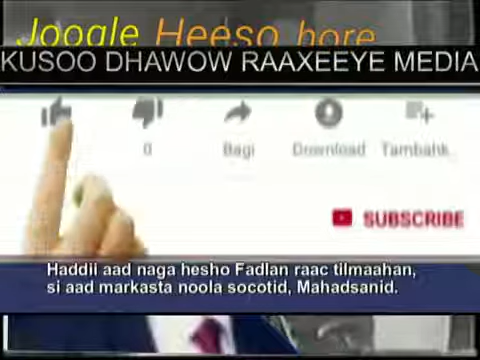 Joogle Heeso hore
KUSOO DHAWOW RAAXEEYE MEDIA
0 Bagi Download Tambahk
SUBSCRIBE
Haddii aad naga hesho Fadlan raac tilmaahan,
si aad markasta noola socotid, Mahadsanid.